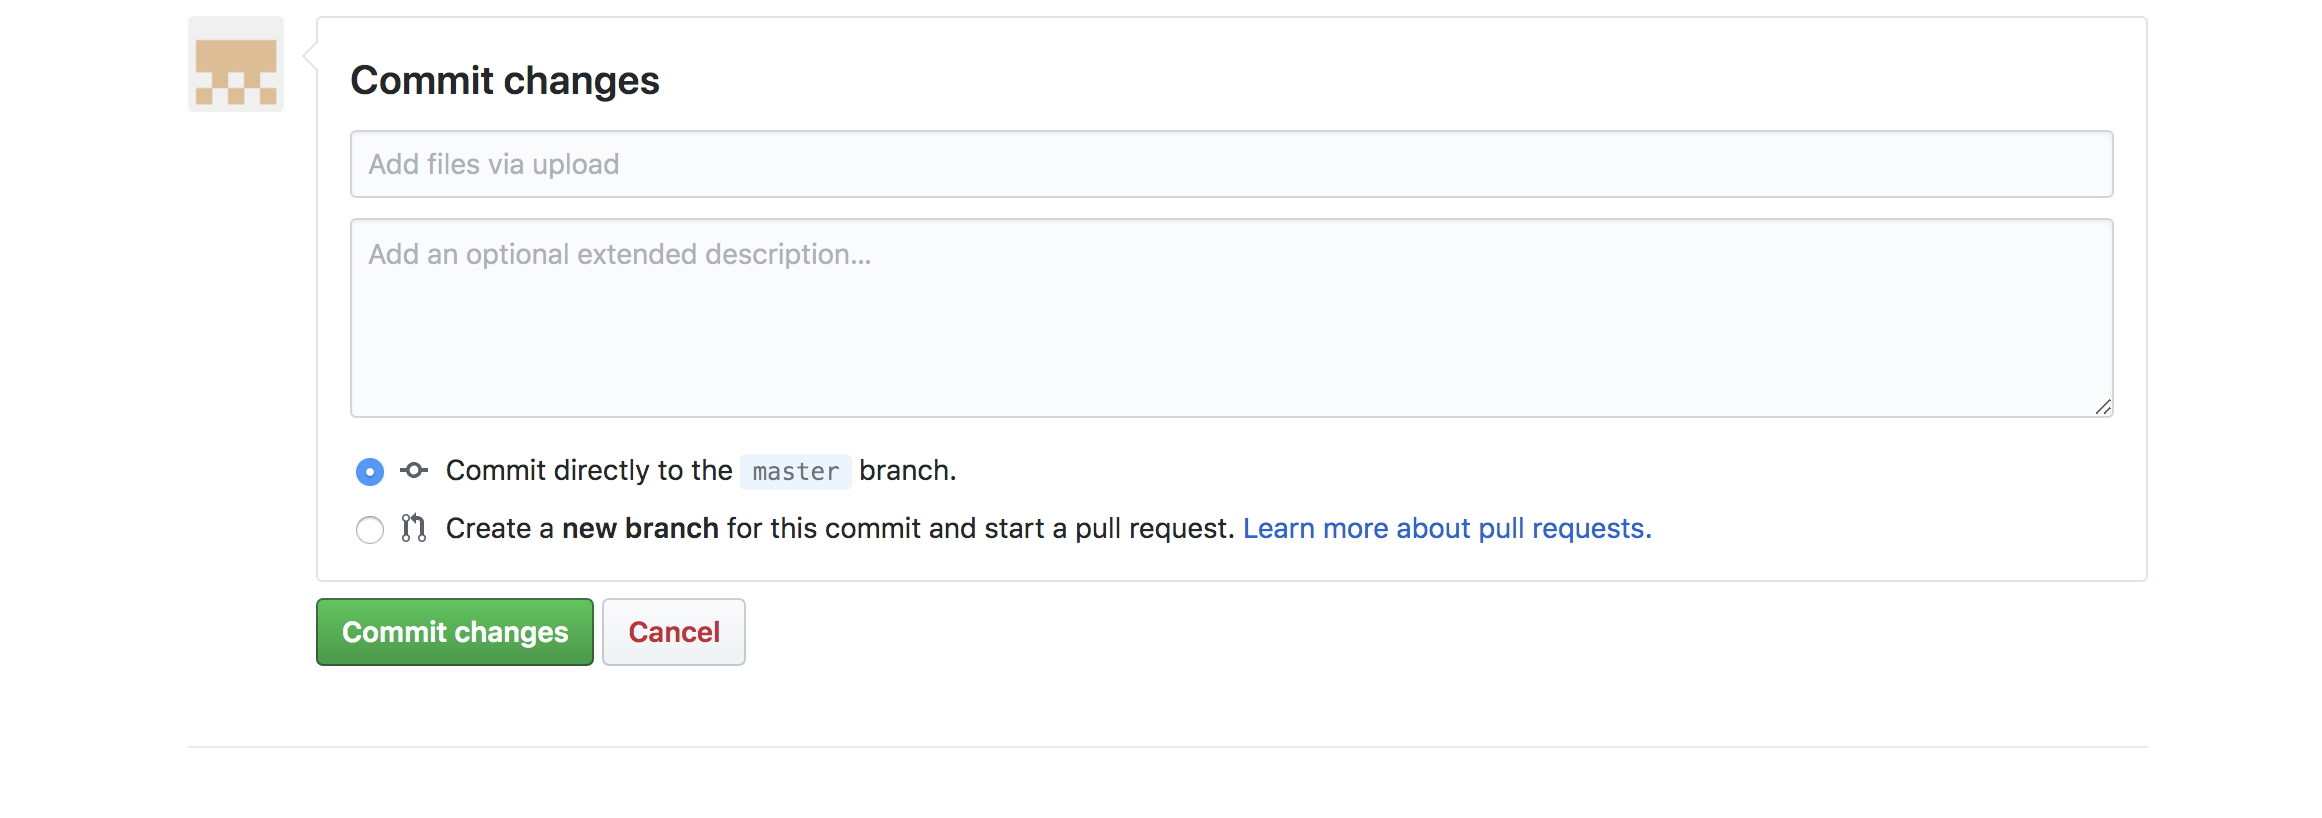 Commit changes
Add files via upload
Add an optional extended description...
Commit directly to the master branch.
Create a new branch for this commit and start a pull request. Learn more about pull requests.
Commit changes Cancel